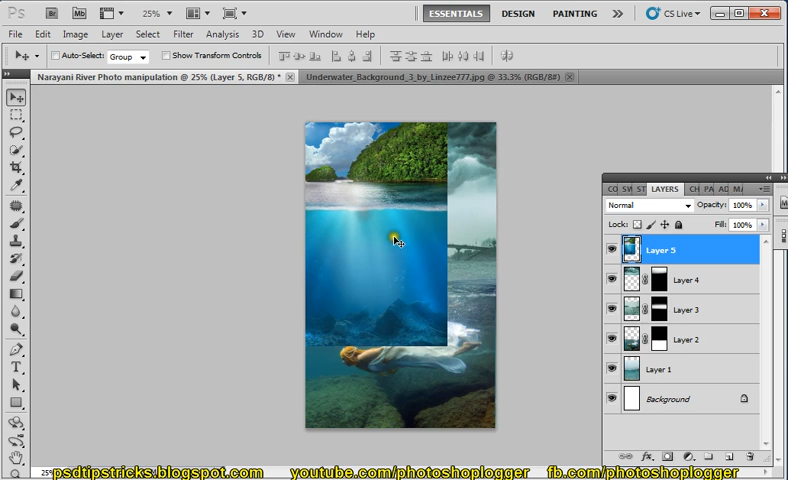 Ps Br Mb 25% ESSENTIALS DESIGN PAINTING CS Live
File Edit Image Layer Select Filter Analysis 3D View Window Help
Auto-Select: Group Show Transform Controls
Narayani River Photo manipulation @ 25% (Layer 5, RGB/8) * Underwater_Background_3_by_Linzee777.jpg @ 33.3% (RGB/8#)
LAYERS CH PA AD
Normal Opacity: 100%
Lock: Fill: 100%
Layer 5
Layer 4
Layer 3
Layer 2
Layer 1
Background
psdtipstricks.blogspot.com youtube.com/photoshoplogger fb.com/photoshoplogger